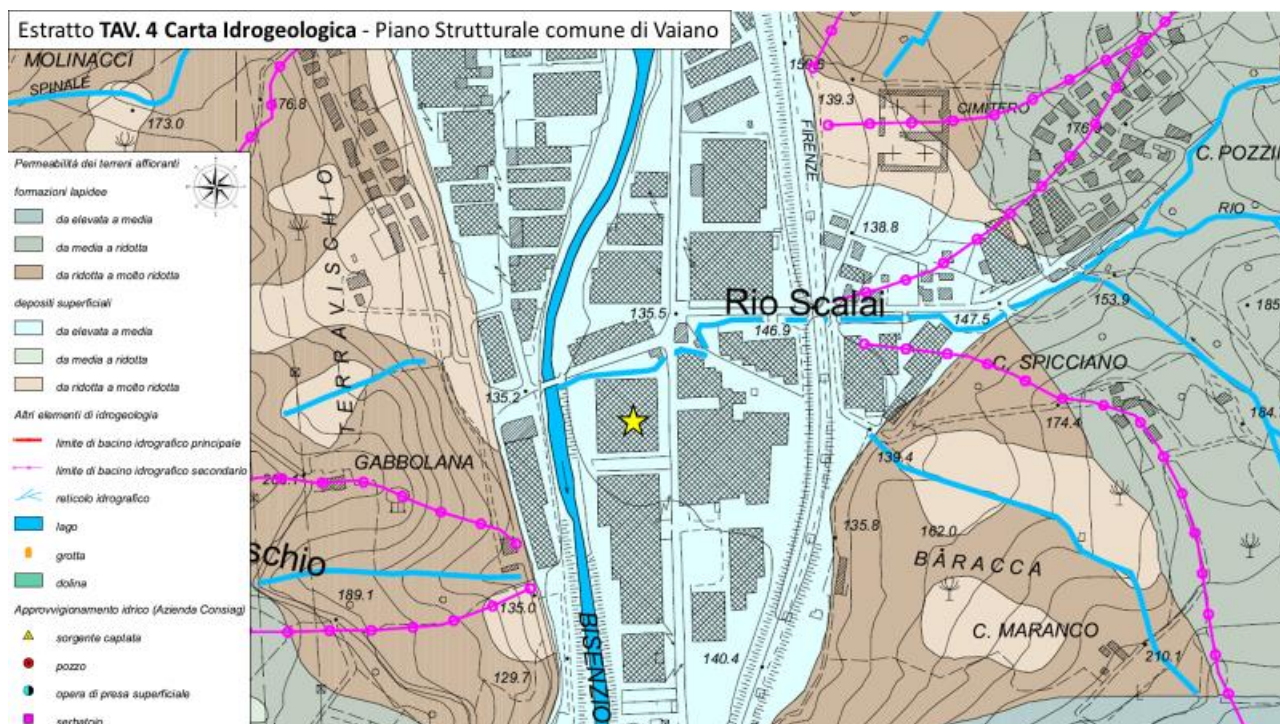 Estratto TAV. 4 Carta Idrogeologica - Piano Strutturale comune di Vaiano
MOLINACCI
SPINALE
173.0
176.8
139.3
CIMITERO
FIRENZE
C. POZZI
RIO
138.8
TERRAVISCHIO
135.5
Rio Scalai
146.9
147.5
153.9
185
C. SPICCIANO
135.2
174.4
184.
GABBOLANA
139.4
135.8
162.0
BARACCA
schio
189.1
135.0
BISENZIO
C. MARANCO
140.4
210.1
129.7
Permeabilità dei terreni affioranti
formazioni lapidee
da elevata a media
da media a ridotta
da ridotta a molto ridotta
depositi superficiali
da elevata a media
da media a ridotta
da ridotta a molto ridotta
Altri elementi di idrogeologia
limite di bacino idrografico principale
limite di bacino idrografico secondario
reticolo idrografico
lago
grotta
dolina
Approvvigionamento idrico (Azienda Consiag)
sorgente captata
pozzo
opera di presa superficiale
serbatoio